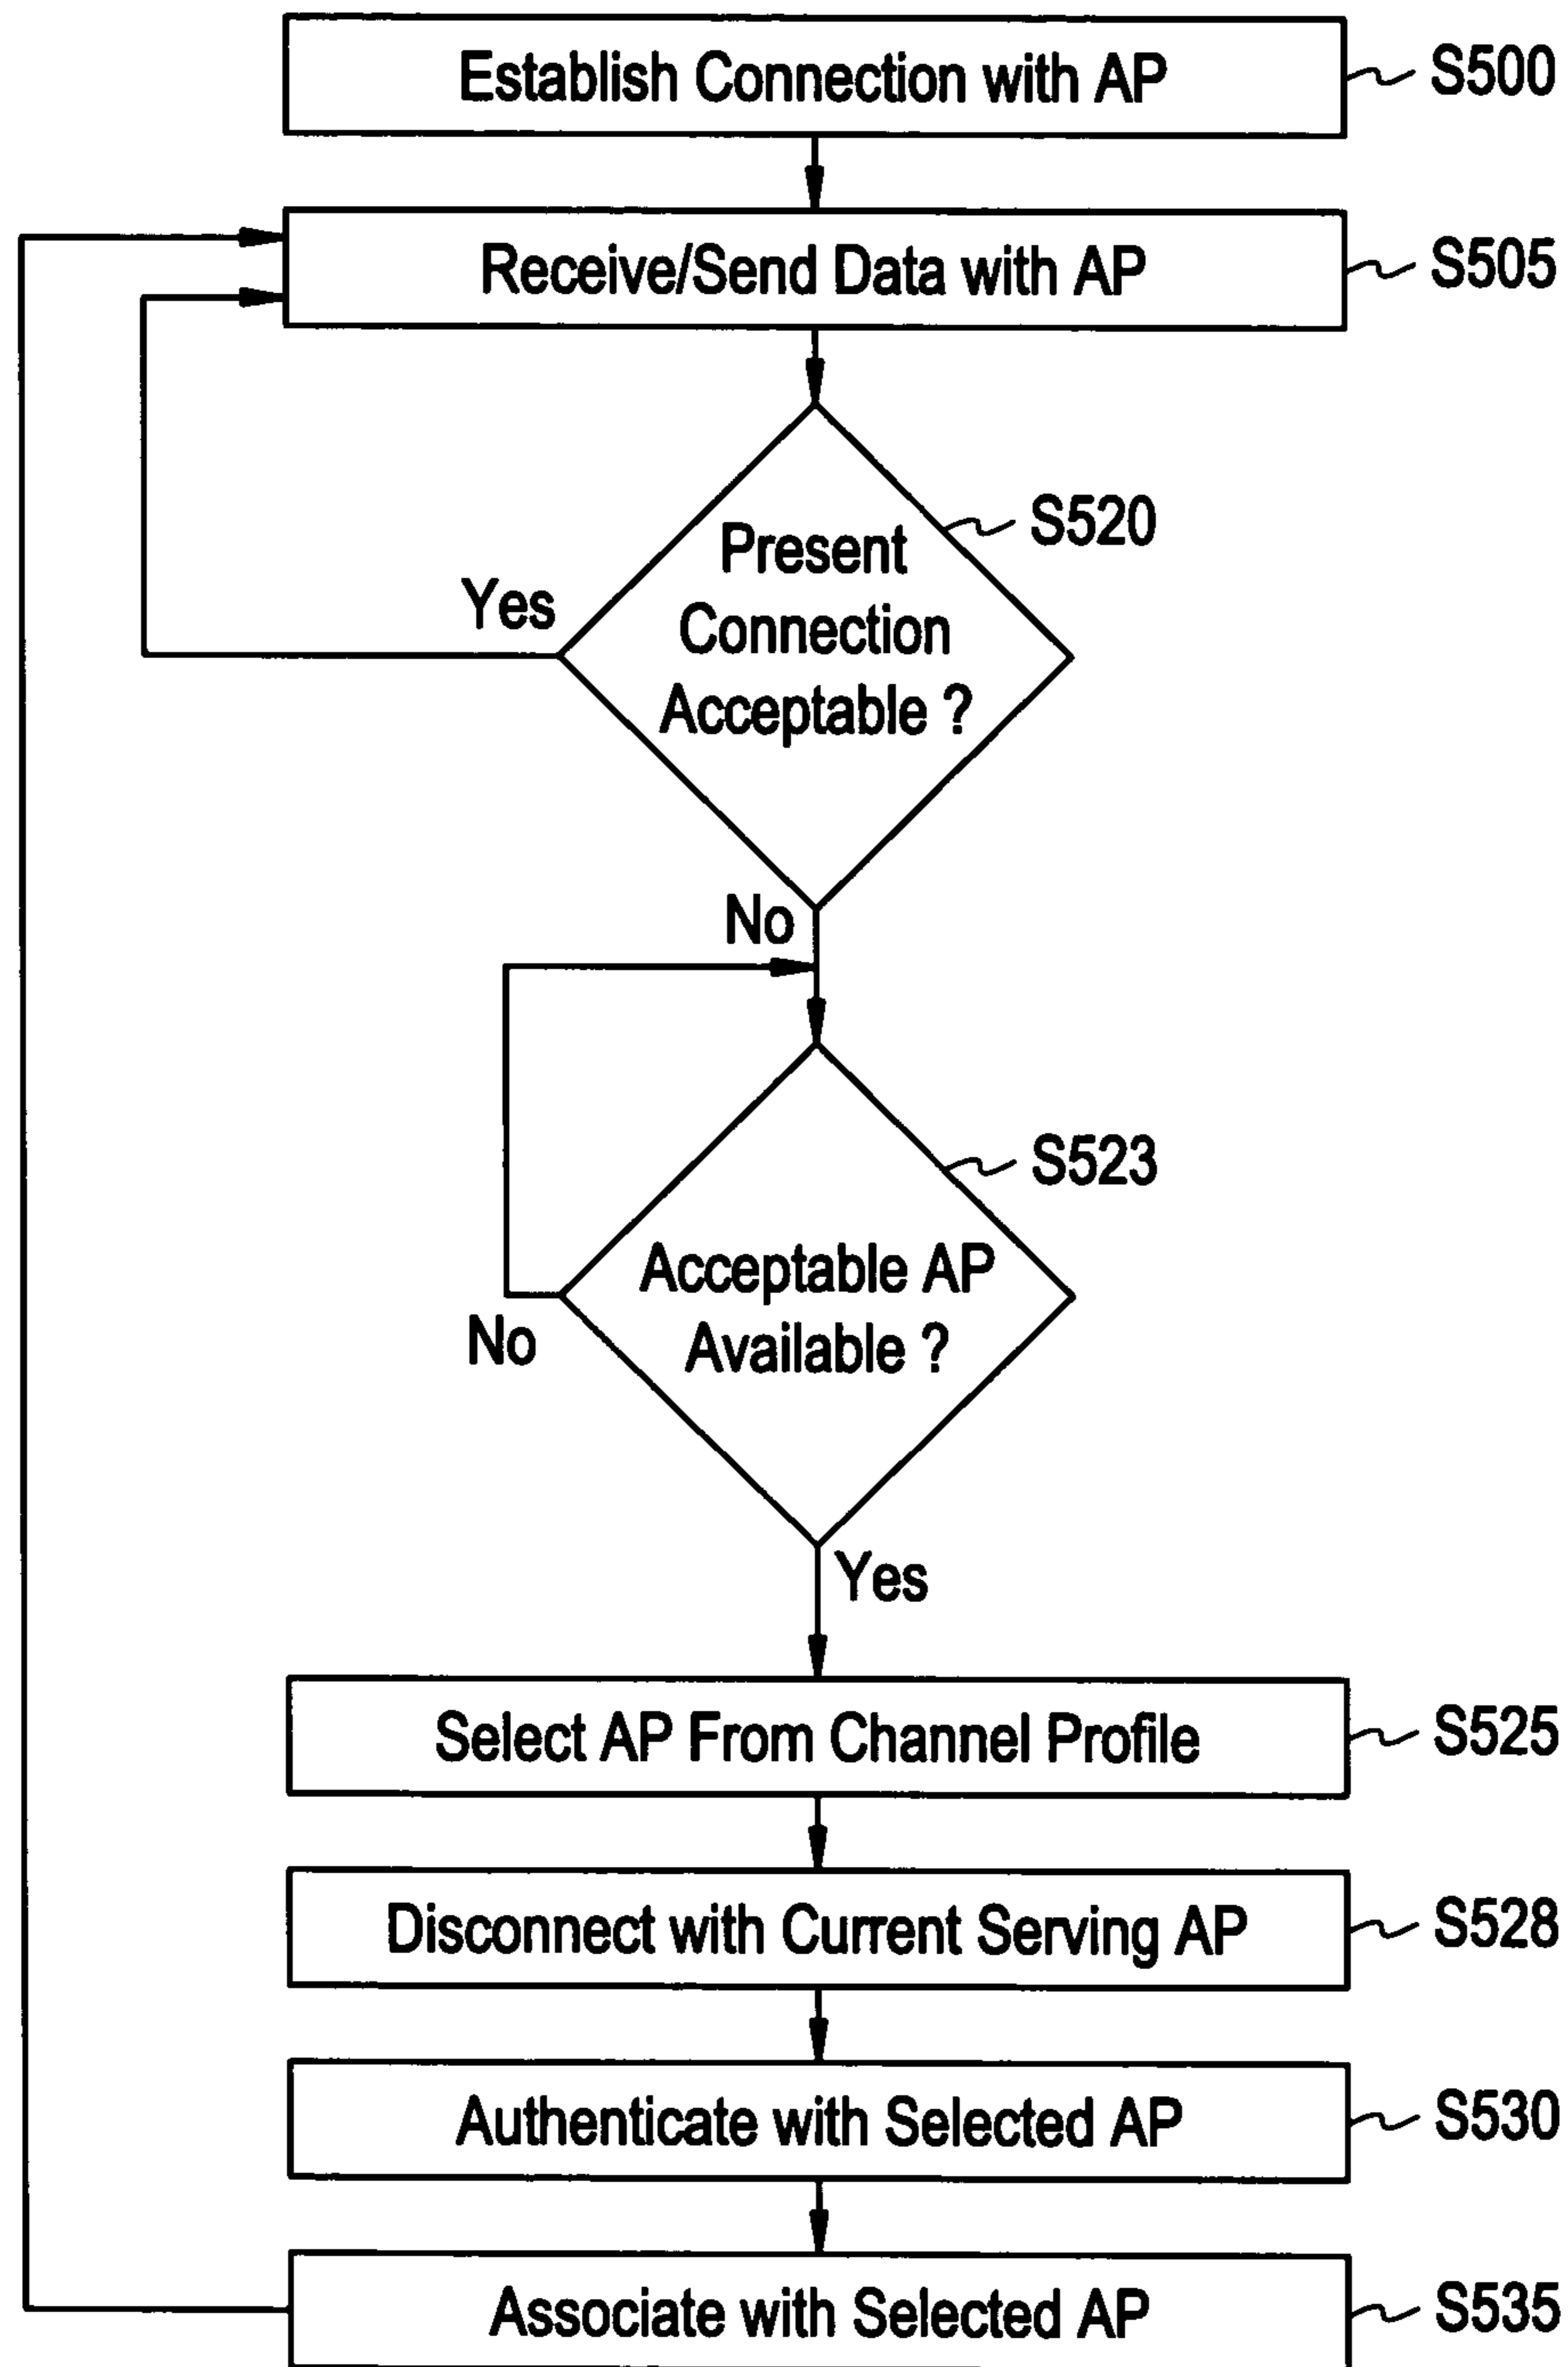 Establish Connection with AP
S500
Receive/Send Data with AP
S505
Present
Connection
Acceptable ?
S520
Yes
No
Acceptable AP
Available ?
S523
No
Yes
Select AP From Channel Profile
S525
Disconnect with Current Serving AP
S528
Authenticate with Selected AP
S530
Associate with Selected AP
S535